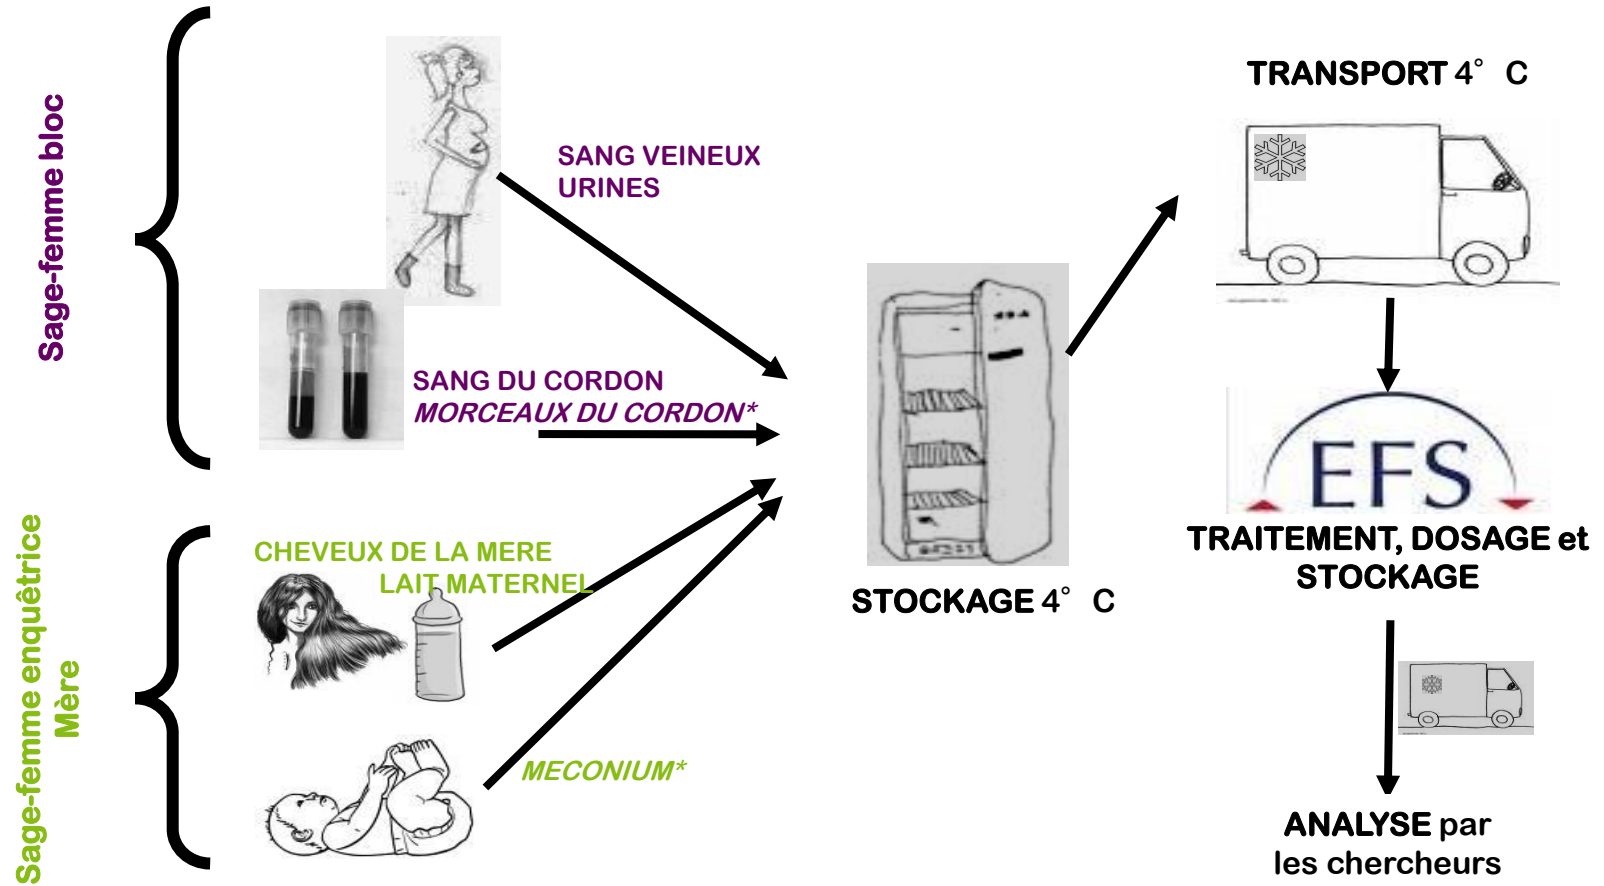 Sage-femme bloc
SANG VEINEUX
URINES
SANG DU CORDON
MORCEAUX DU CORDON*
Sage-femme enquêtrice
Mère
CHEVEUX DE LA MERE
LAIT MATERNEL
MECONIUM*
STOCKAGE 4° C
TRANSPORT 4° C
EFS
TRAITEMENT, DOSAGE et
STOCKAGE
ANALYSE par
les chercheurs